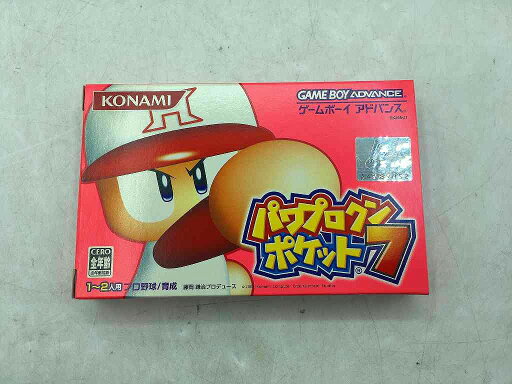 KONAMI
GAME BOY ADVANCE
ゲームボーイ アドバンス
パワプロクン
ポケット7
CERO
全年齢
1～2人用 プロ野球/育成